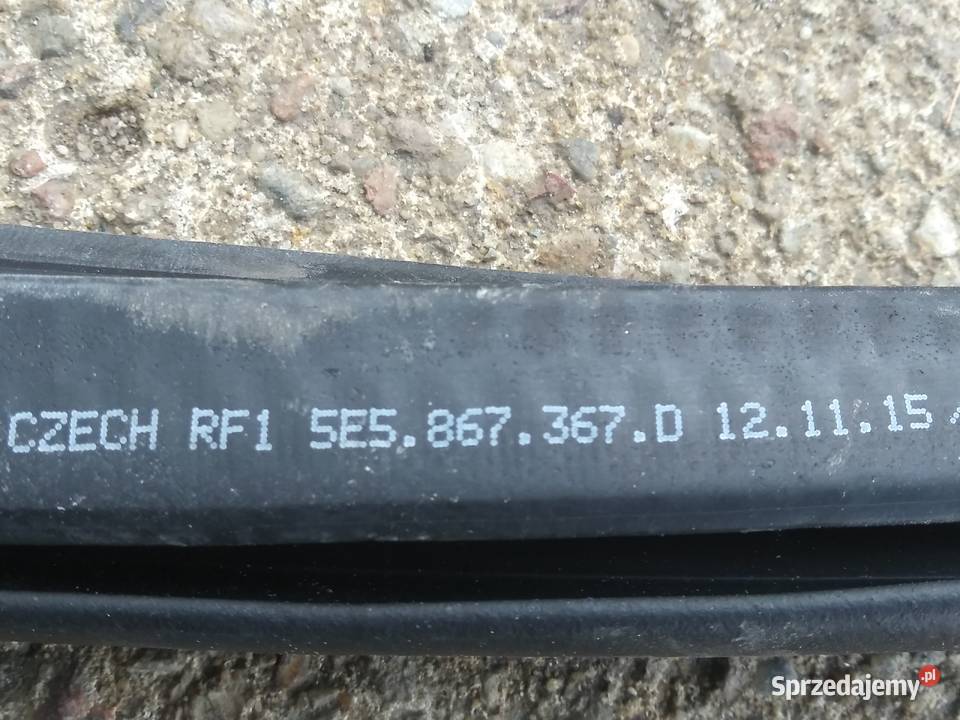 CZECH RF1 5E5.867.367.D 12.11.15/
Sprzedajemy.pl